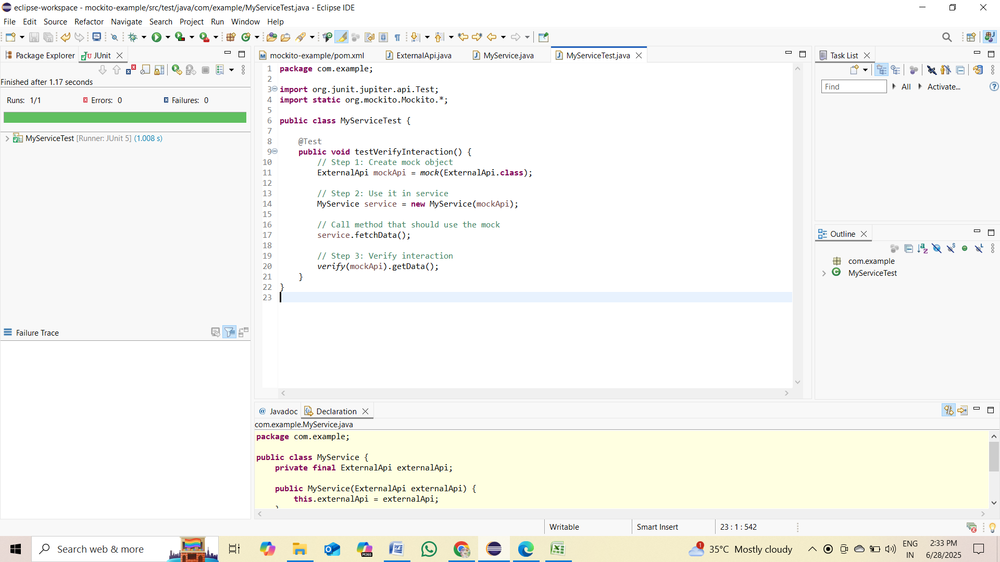 eclipse-workspace - mockito-example/src/test/java/com/example/MyServiceTest.java - Eclipse IDE
File Edit Source Refactor Navigate Search Project Run Window Help
Package Explorer JUnit
Finished after 1.17 seconds
Runs: 1/1 Errors: 0 Failures: 0
MyServiceTest [Runner: JUnit 5] (1.008 s)
Failure Trace
mockito-example/pom.xml ExternalApi.java MyService.java MyServiceTest.java
1 package com.example;
2
3 import org.junit.jupiter.api.Test;
4 import static org.mockito.Mockito.*;
5
6 public class MyServiceTest {
7
8 @Test
9 public void testVerifyInteraction() {
10 // Step 1: Create mock object
11 ExternalApi mockApi = mock(ExternalApi.class);
12
13 // Step 2: Use it in service
14 MyService service = new MyService(mockApi);
15
16 // Call method that should use the mock
17 service.fetchData();
18
19 // Step 3: Verify interaction
20 verify(mockApi).getData();
21 }
22 }
23
Task List
Find All Activate...
Outline
com.example
MyServiceTest
@ Javadoc Declaration
com.example.MyService.java
package com.example;
public class MyService {
private final ExternalApi externalApi;
public MyService(ExternalApi externalApi) {
this.externalApi = externalApi;
}
Writable Smart Insert 23 : 1 : 542
Search web & more
M365
1
35°C Mostly cloudy
ENG
IN
2:33 PM
6/28/2025